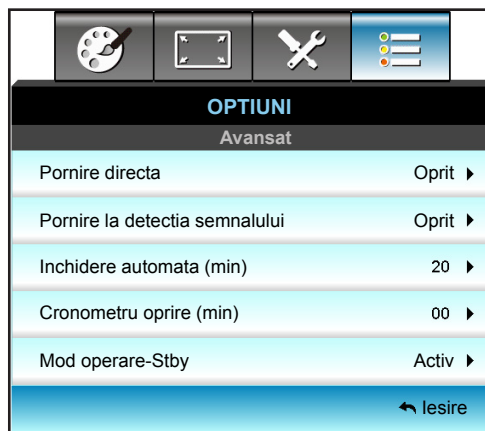 OPTIUNI
Avansat
Pornire directa Oprit
Pornire la detectia semnalului Oprit
Inchidere automata (min) 20
Cronometru oprire (min) 00
Mod operare-Stby Activ
Iesire